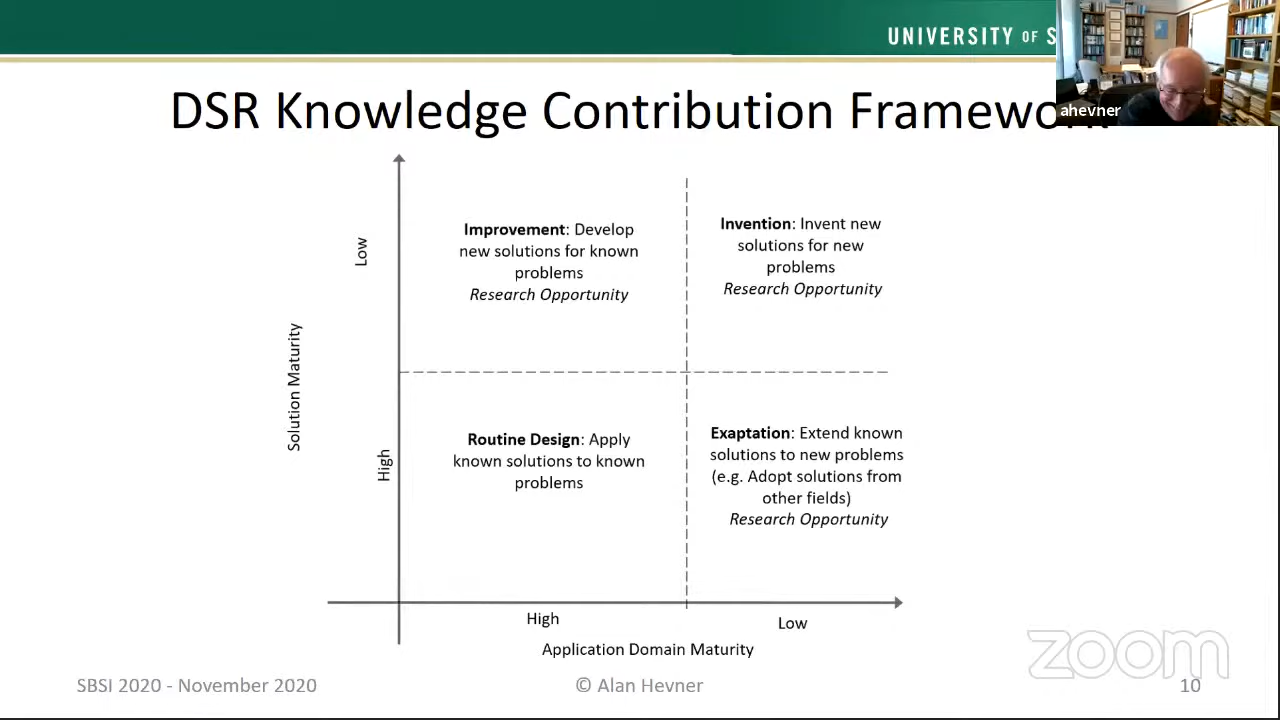 UNIVERSITY OF S
ahevner
DSR Knowledge Contribution Framework
Low
High
Solution Maturity
Improvement: Develop
new solutions for known
problems
Research Opportunity
Invention: Invent new
solutions for new
problems
Research Opportunity
Routine Design: Apply
known solutions to known
problems
Exaptation: Extend known
solutions to new problems
(e.g. Adopt solutions from
other fields)
Research Opportunity
High
Low
Application Domain Maturity
zoom
SBSI 2020 - November 2020
© Alan Hevner
10